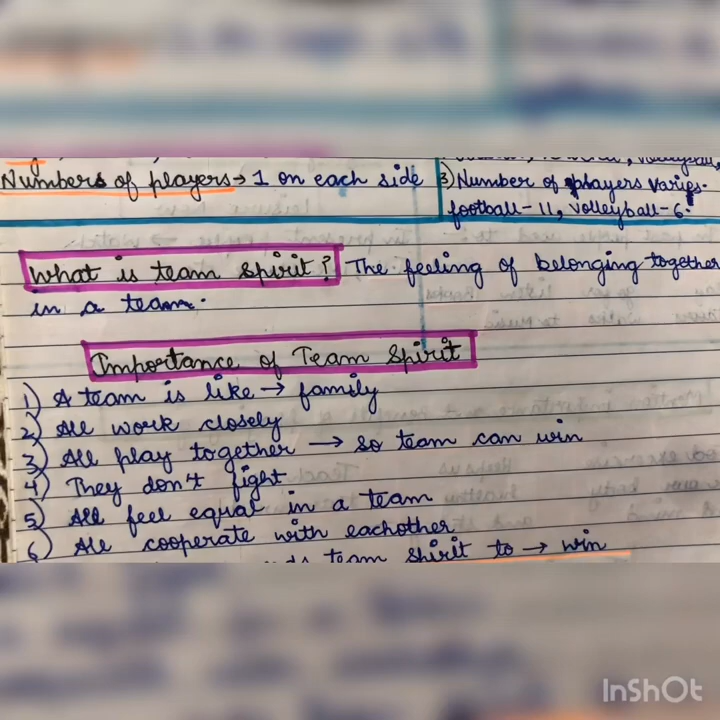 Numbers of players → 1 on each side
volleyball,
3) Number of players varies.
football - 11, volleyball - 6.
What is team spirit? The feeling of belonging together
in a team.
Importance of Team Spirit
1) A team is like → family
2) All work closely
3) All play together → so team can win
4) They don't fight
5) All feel equal in a team
6) All cooperate with eachother
team spirit to → win
InShOt